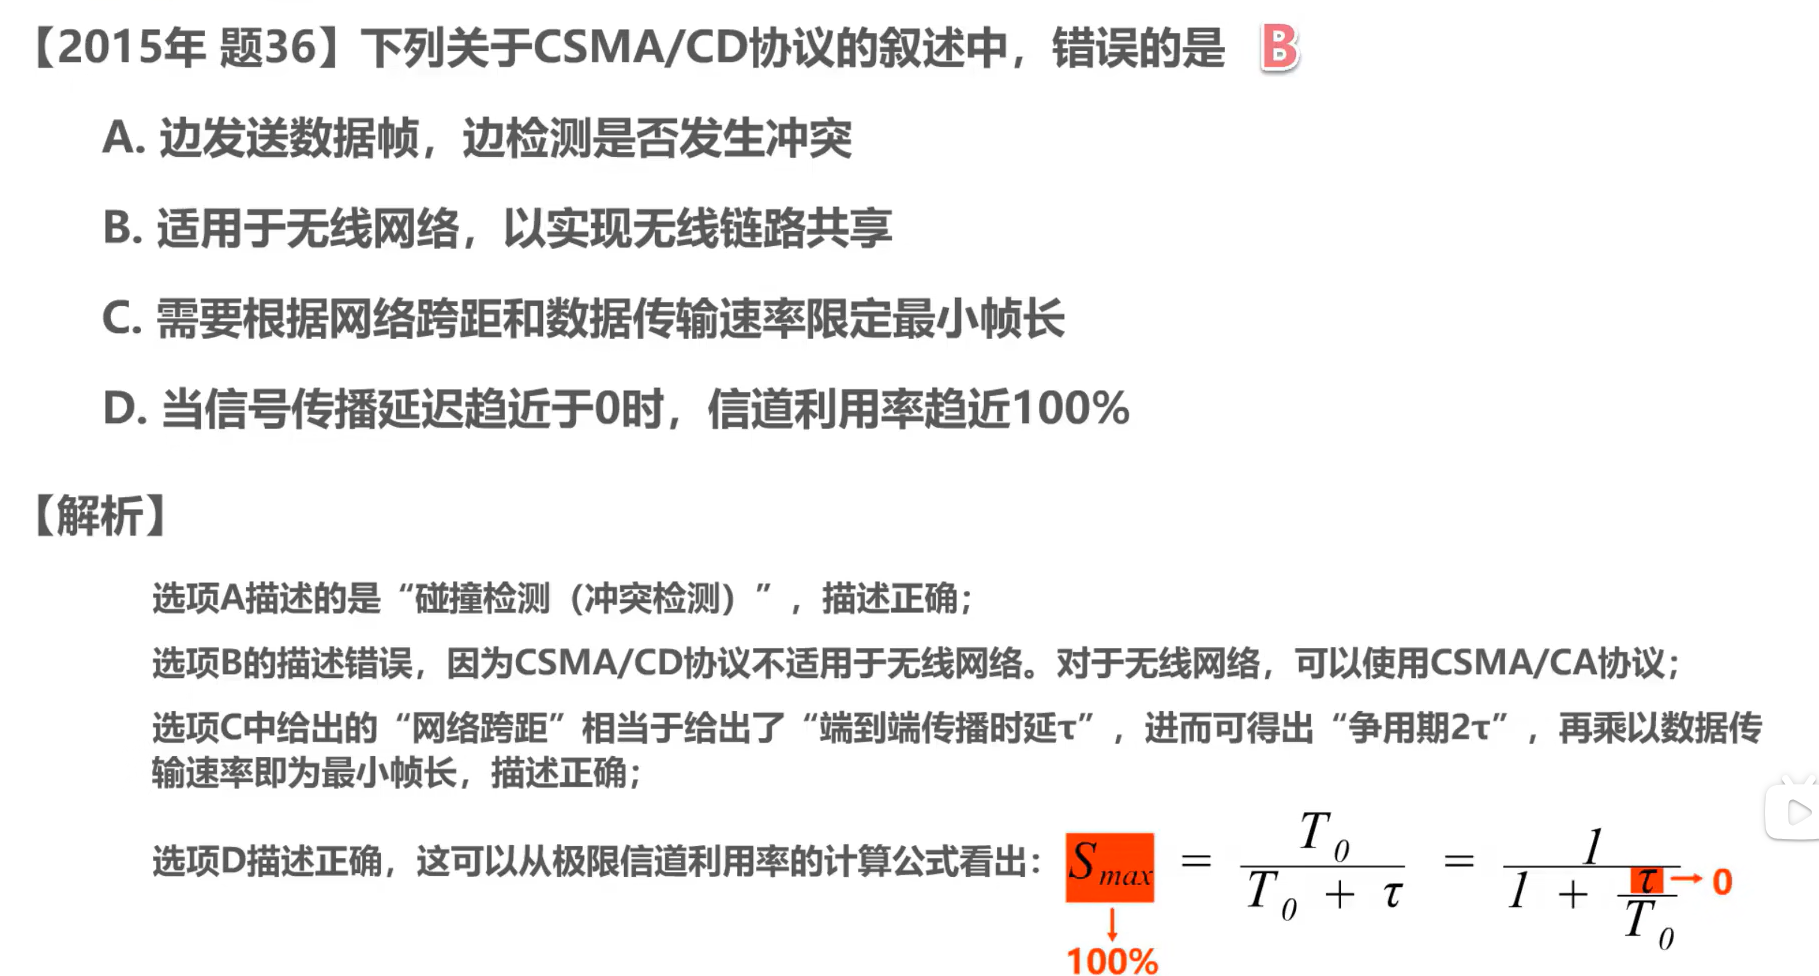 【2015年 题36】下列关于CSMA/CD协议的叙述中，错误的是 B
A. 边发送数据帧，边检测是否发生冲突
B. 适用于无线网络，以实现无线链路共享
C. 需要根据网络跨距和数据传输速率限定最小帧长
D. 当信号传播延迟趋近于0时，信道利用率趋近100%
【解析】
选项A描述的是“碰撞检测（冲突检测）”，描述正确；
选项B的描述错误，因为CSMA/CD协议不适用于无线网络。对于无线网络，可以使用CSMA/CA协议；
选项C中给出的“网络跨距”相当于给出了“端到端传播时延τ”，进而可得出“争用期2τ”，再乘以数据传
输速率即为最小帧长，描述正确；
选项D描述正确，这可以从极限信道利用率的计算公式看出： S_max = T_0 / (T_0 + τ) = 1 / (1 + τ/T_0) → 0
↓
100%